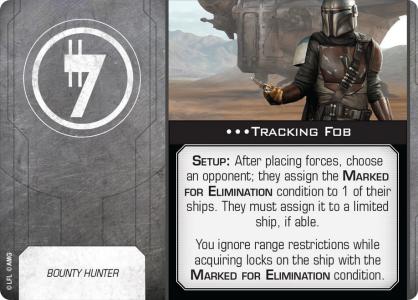 •••Tracking Fob
Setup: After placing forces, choose
an opponent; they assign the Marked
for Elimination condition to 1 of their
ships. They must assign it to a limited
ship, if able.
You ignore range restrictions while
acquiring locks on the ship with the
Marked for Elimination condition.
BOUNTY HUNTER
© LFL © AMG